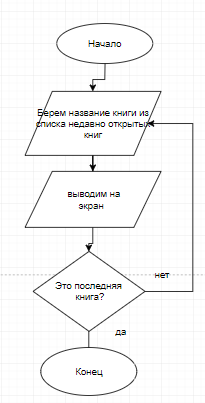 Начало
Берем название книги из
списка недавно открытых
книг
выводим на
экран
Это последняя
книга?
нет
да
Конец